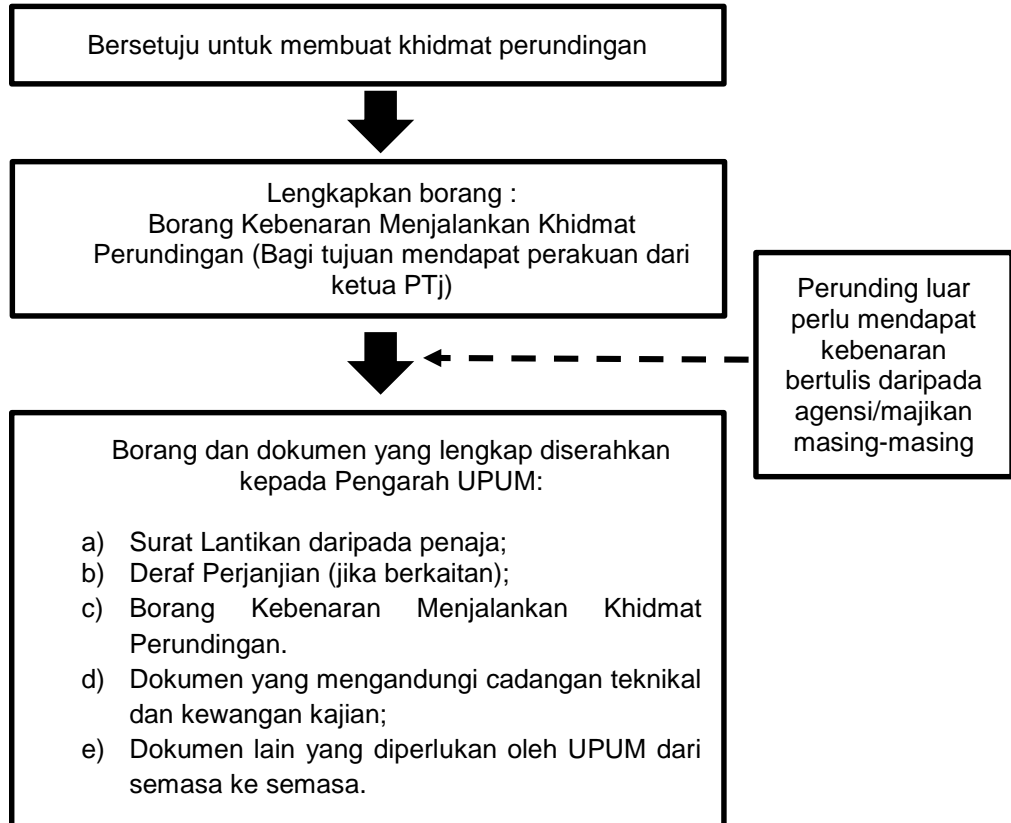 Bersetuju untuk membuat khidmat perundingan
Lengkapkan borang :
Borang Kebenaran Menjalankan Khidmat
Perundingan (Bagi tujuan mendapat perakuan dari
ketua PTj)
Perunding luar
perlu mendapat
kebenaran
bertulis daripada
agensi/majikan
masing-masing
Borang dan dokumen yang lengkap diserahkan
kepada Pengarah UPUM:
a) Surat Lantikan daripada penaja;
b) Deraf Perjanjian (jika berkaitan);
c) Borang Kebenaran Menjalankan Khidmat
Perundingan.
d) Dokumen yang mengandungi cadangan teknikal
dan kewangan kajian;
e) Dokumen lain yang diperlukan oleh UPUM dari
semasa ke semasa.